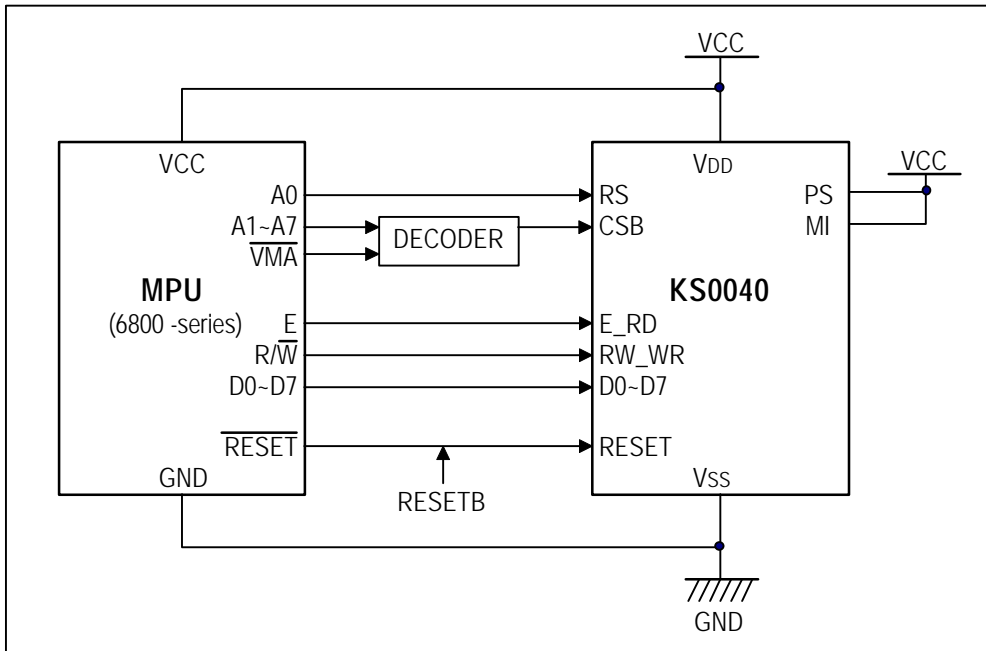 VCC
VCC
VDD
VCC
A0
RS
PS
A1~A7
DECODER
CSB
MI
VMA
MPU
KS0040
(6800 -series)
E
E_RD
R/W
RW_WR
D0~D7
D0~D7
RESET
RESET
GND
VSS
RESETB
GND